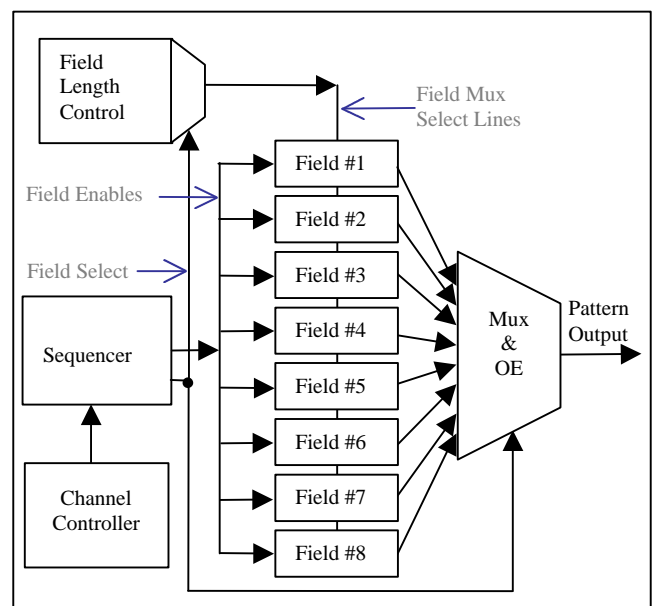 Field
Length
Control
Field Mux
Select Lines
Field #1
Field Enables
Field #2
Field Select
Field #3
Field #4
Field #5
Field #6
Field #7
Field #8
Sequencer
Channel
Controller
Mux
&
OE
Pattern
Output